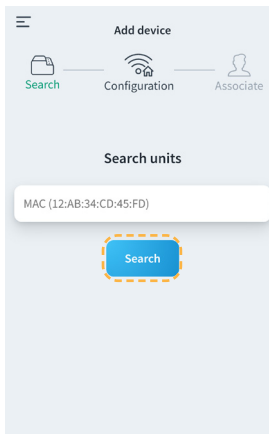 Add device
Search
Configuration
Associate
Search units
MAC (12:AB:34:CD:45:FD)
Search